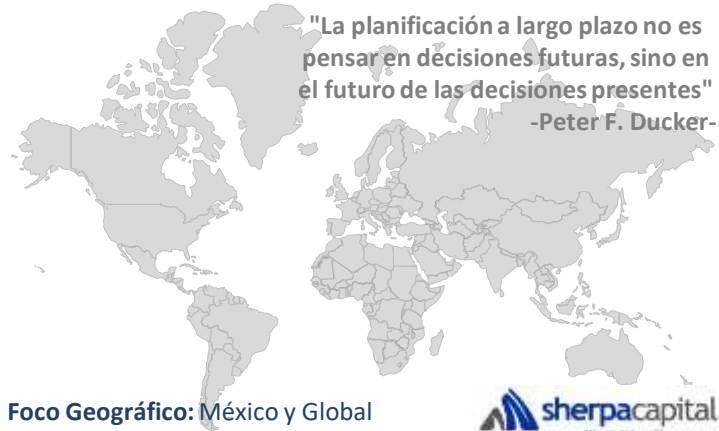 "La planificación a largo plazo no es
pensar en decisiones futuras, sino en
el futuro de las decisiones presentes"
-Peter F. Ducker-
Foco Geográfico: México y Global
sherpacapital